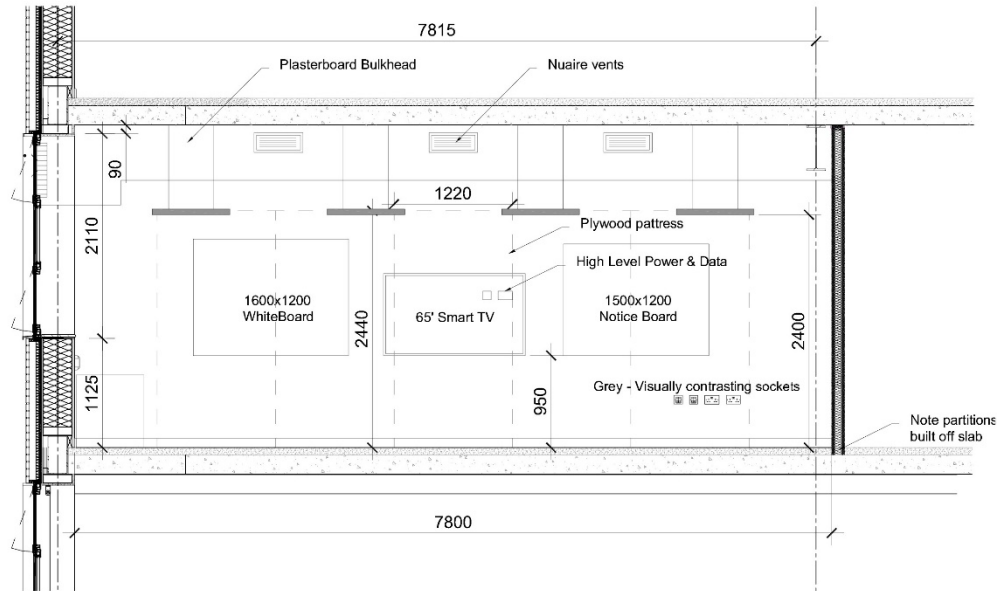 7815
Plasterboard Bulkhead
Nuaire vents
90
1220
Plywood pattress
High Level Power & Data
2110
1600x1200
WhiteBoard
65' Smart TV
1500x1200
Notice Board
2440
2400
1125
950
Grey - Visually contrasting sockets
Note partitions
built off slab
7800